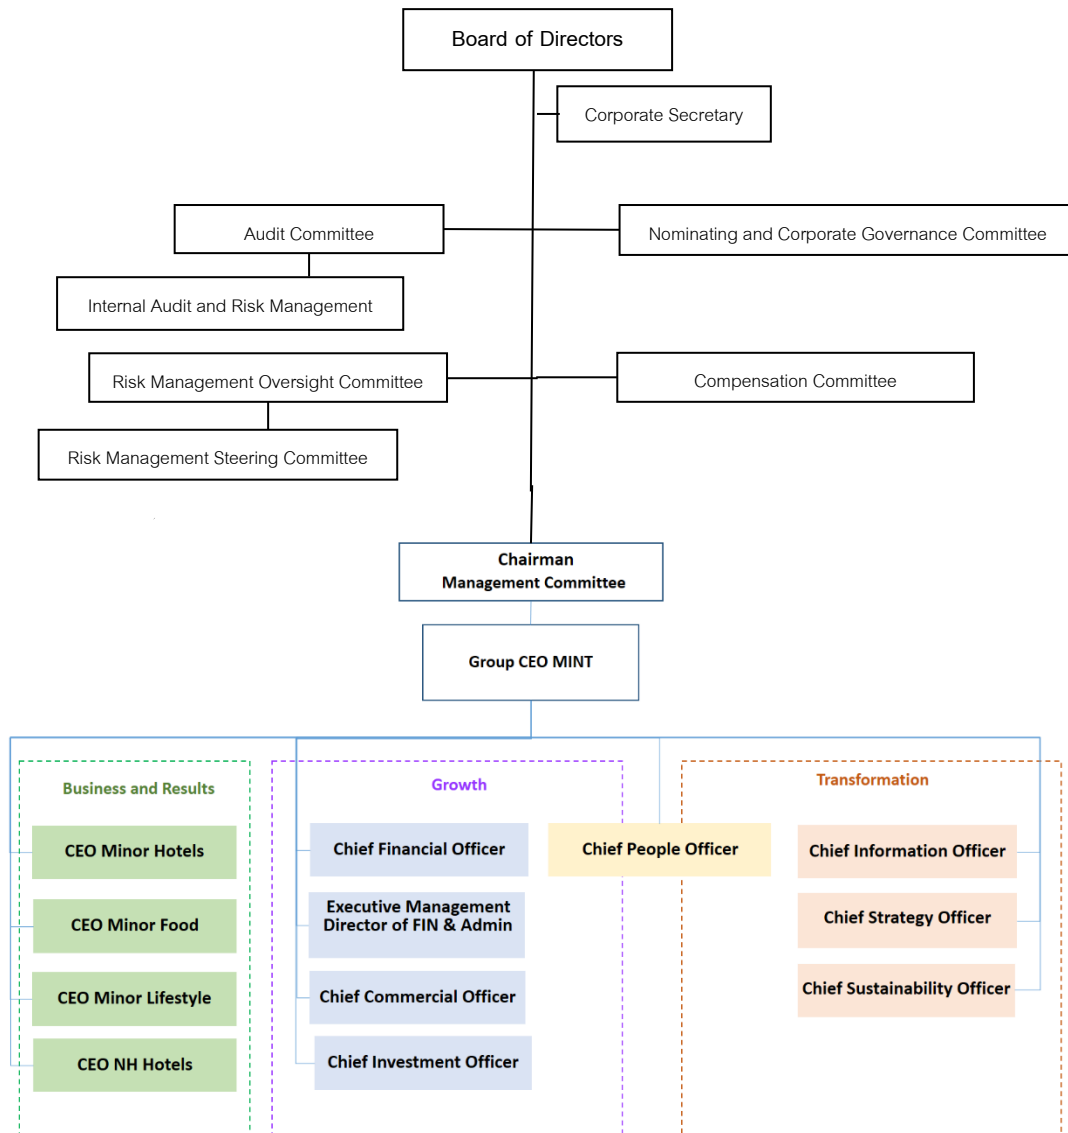 Board of Directors
Corporate Secretary
Audit Committee
Nominating and Corporate Governance Committee
Internal Audit and Risk Management
Risk Management Oversight Committee
Compensation Committee
Risk Management Steering Committee
Chairman
Management Committee
Group CEO MINT
Business and Results
CEO Minor Hotels
CEO Minor Food
CEO Minor Lifestyle
CEO NH Hotels
Growth
Chief Financial Officer
Executive Management
Director of FIN & Admin
Chief Commercial Officer
Chief Investment Officer
Chief People Officer
Transformation
Chief Information Officer
Chief Strategy Officer
Chief Sustainability Officer